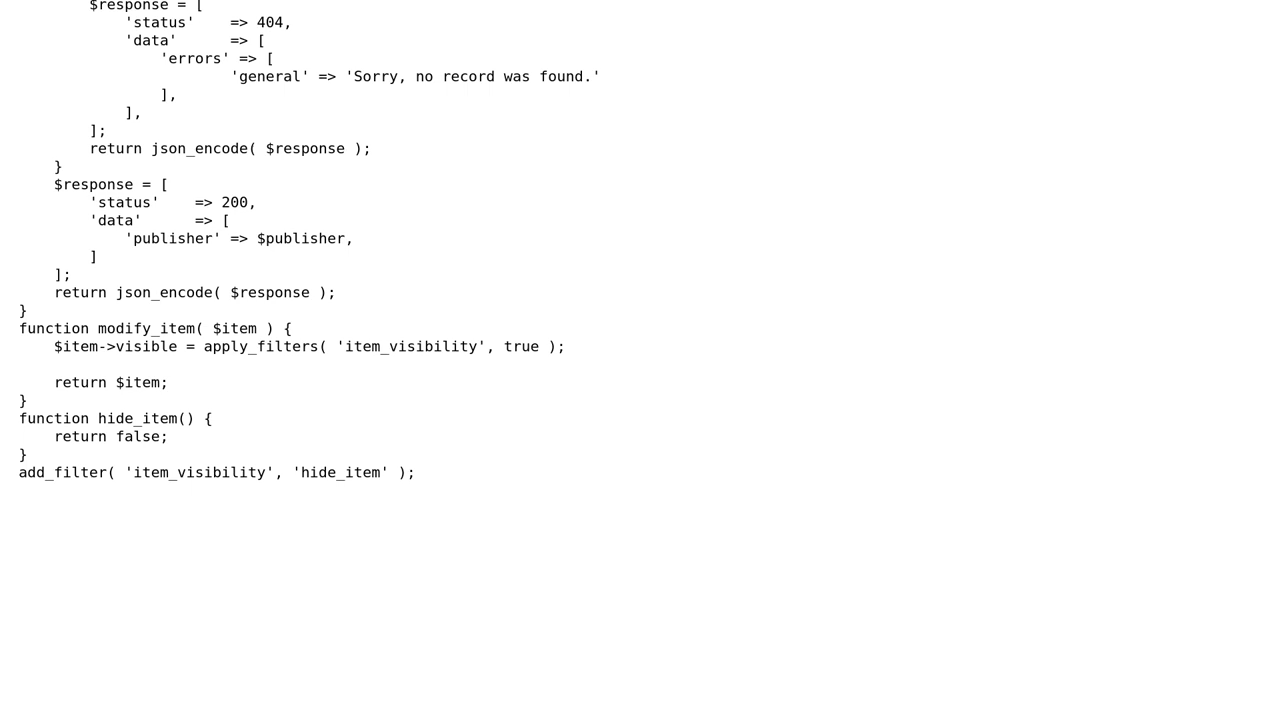 $response = [
            'status'    => 404,
            'data'      => [
                'errors' => [
                        'general' => 'Sorry, no record was found.'
                ],
            ],
        ];
        return json_encode( $response );
    }
    $response = [
        'status'    => 200,
        'data'      => [
            'publisher' => $publisher,
        ]
    ];
    return json_encode( $response );
}
function modify_item( $item ) {
    $item->visible = apply_filters( 'item_visibility', true );

    return $item;
}
function hide_item() {
    return false;
}
add_filter( 'item_visibility', 'hide_item' );